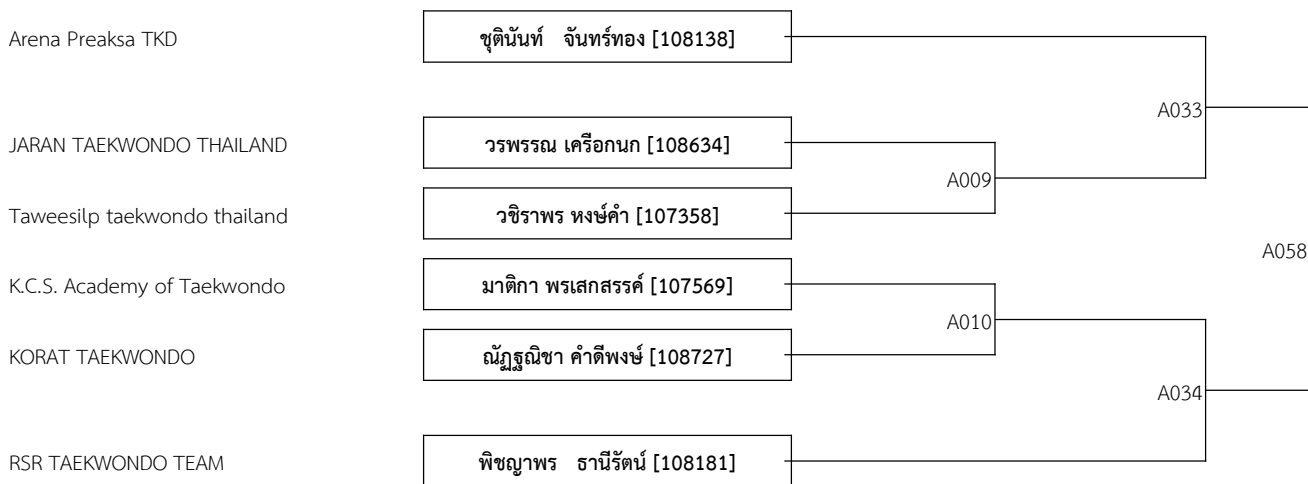 Arena Preaksa TKD
ชุตินันท์   จันทร์ทอง [108138]
A033
JARAN TAEKWONDO THAILAND
วรพรรณ เครือกนก [108634]
A009
Taweesilp taekwondo thailand
วชิราพร หงษ์คำ [107358]
A058
K.C.S. Academy of Taekwondo
มาติกา พรเสกสรรค์ [107569]
A010
KORAT TAEKWONDO
ณัฏฐณิชา คำดีพงษ์ [108727]
A034
RSR TAEKWONDO TEAM
พิชญาพร   ธานีรัตน์ [108181]